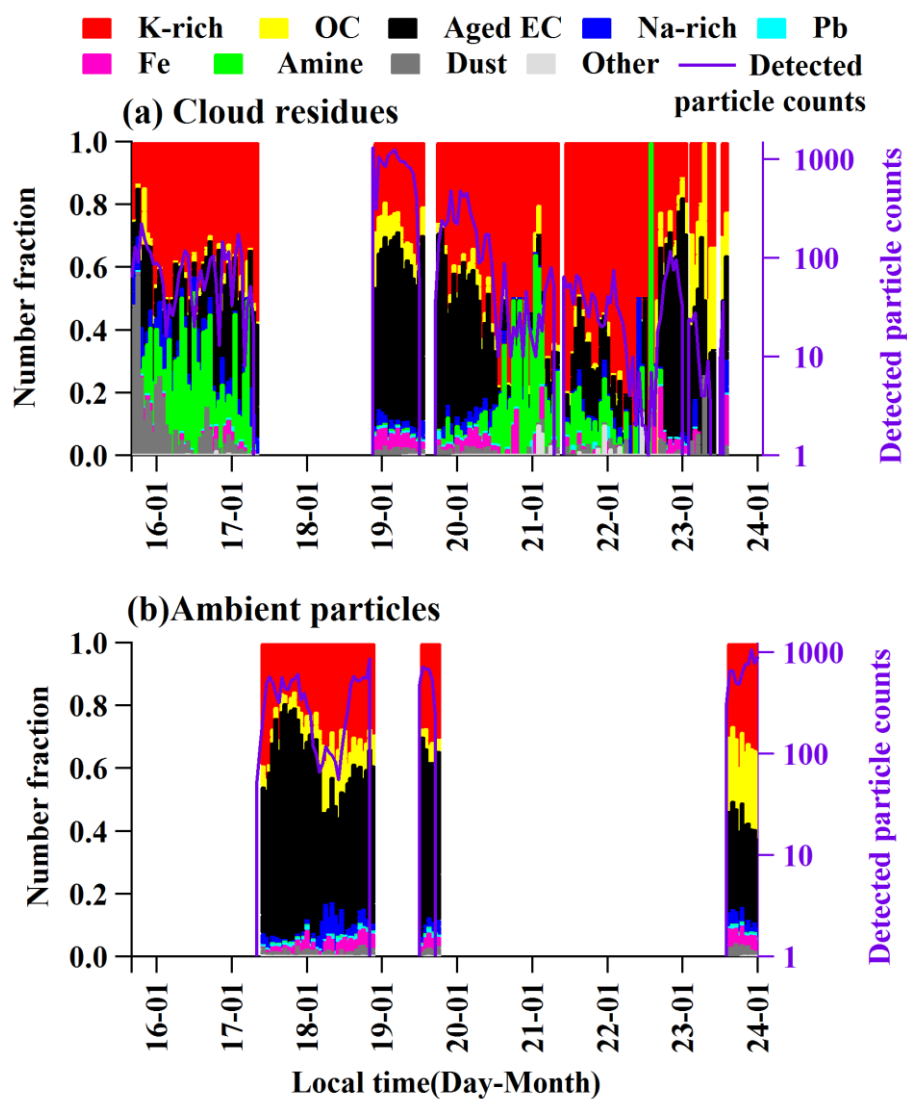 K-rich OC Aged EC Na-rich Pb
Fe Amine Dust Other Detected
particle counts
(a) Cloud residues
1.0
0.8
0.6
0.4
0.2
0.0
Number fraction
1000
100
10
1
Detected particle counts
16-01 17-01 18-01 19-01 20-01 21-01 22-01 23-01 24-01
(b)Ambient particles
1.0
0.8
0.6
0.4
0.2
0.0
Number fraction
1000
100
10
1
Detected particle counts
16-01 17-01 18-01 19-01 20-01 21-01 22-01 23-01 24-01
Local time(Day-Month)